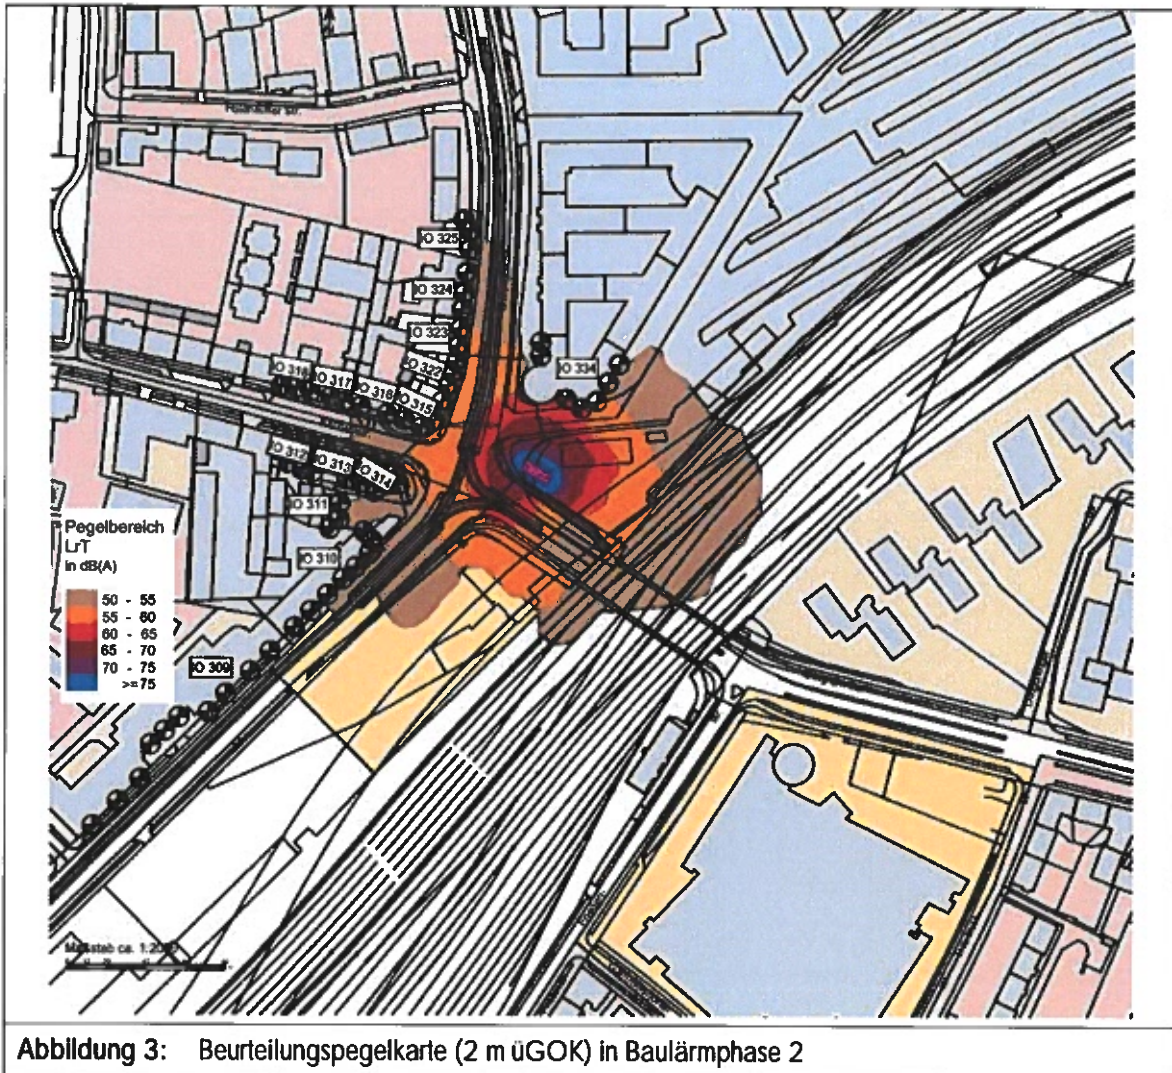 IO 325
IO 324
IO 323
IO 322
IO 334
IO 318
IO 317
IO 316
IO 315
IO 312
IO 313
IO 314
IO 311
IO 310
Pegelbereich
LrT
in dB(A)
50 - 55
55 - 60
60 - 65
65 - 70
70 - 75
>=75
IO 309
ca.
Abbildung 3: Beurteilungspegelkarte (2 m üGOK) in Baulärmphase 2